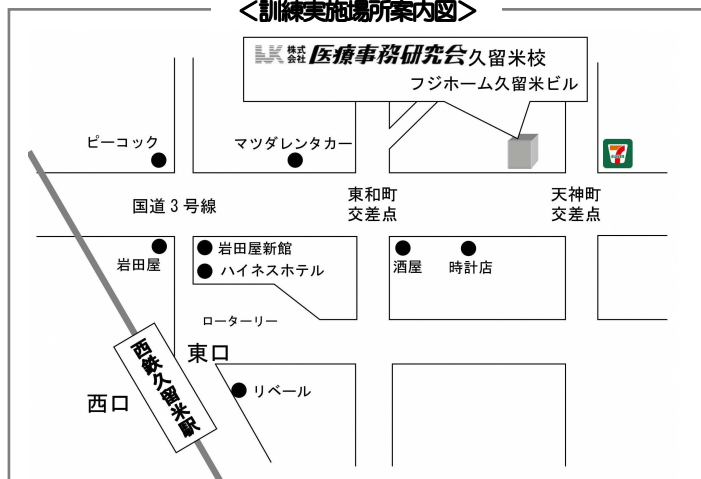 ＜訓練実施場所案内図＞
株式会社 医療事務研究会久留米校
フジホーム久留米ビル
ピーコック
マツダレンタカー
7
ELEVEN
国道3号線
東和町
交差点
天神町
交差点
岩田屋
岩田屋新館
ハイネスホテル
酒屋
時計店
ローターリー
東口
西鉄久留米駅
西口
リベール